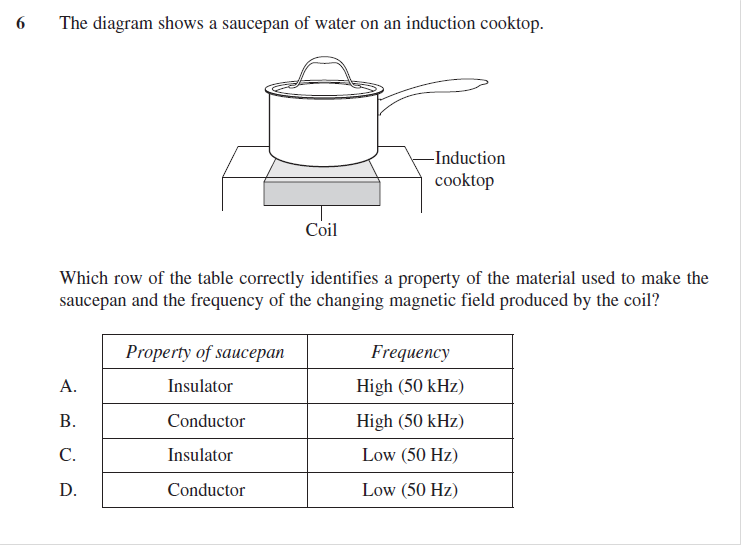 6 The diagram shows a saucepan of water on an induction cooktop.
Induction
cooktop
Coil
Which row of the table correctly identifies a property of the material used to make the
saucepan and the frequency of the changing magnetic field produced by the coil?
Property of saucepan Frequency
A. Insulator High (50 kHz)
B. Conductor High (50 kHz)
C. Insulator Low (50 Hz)
D. Conductor Low (50 Hz)